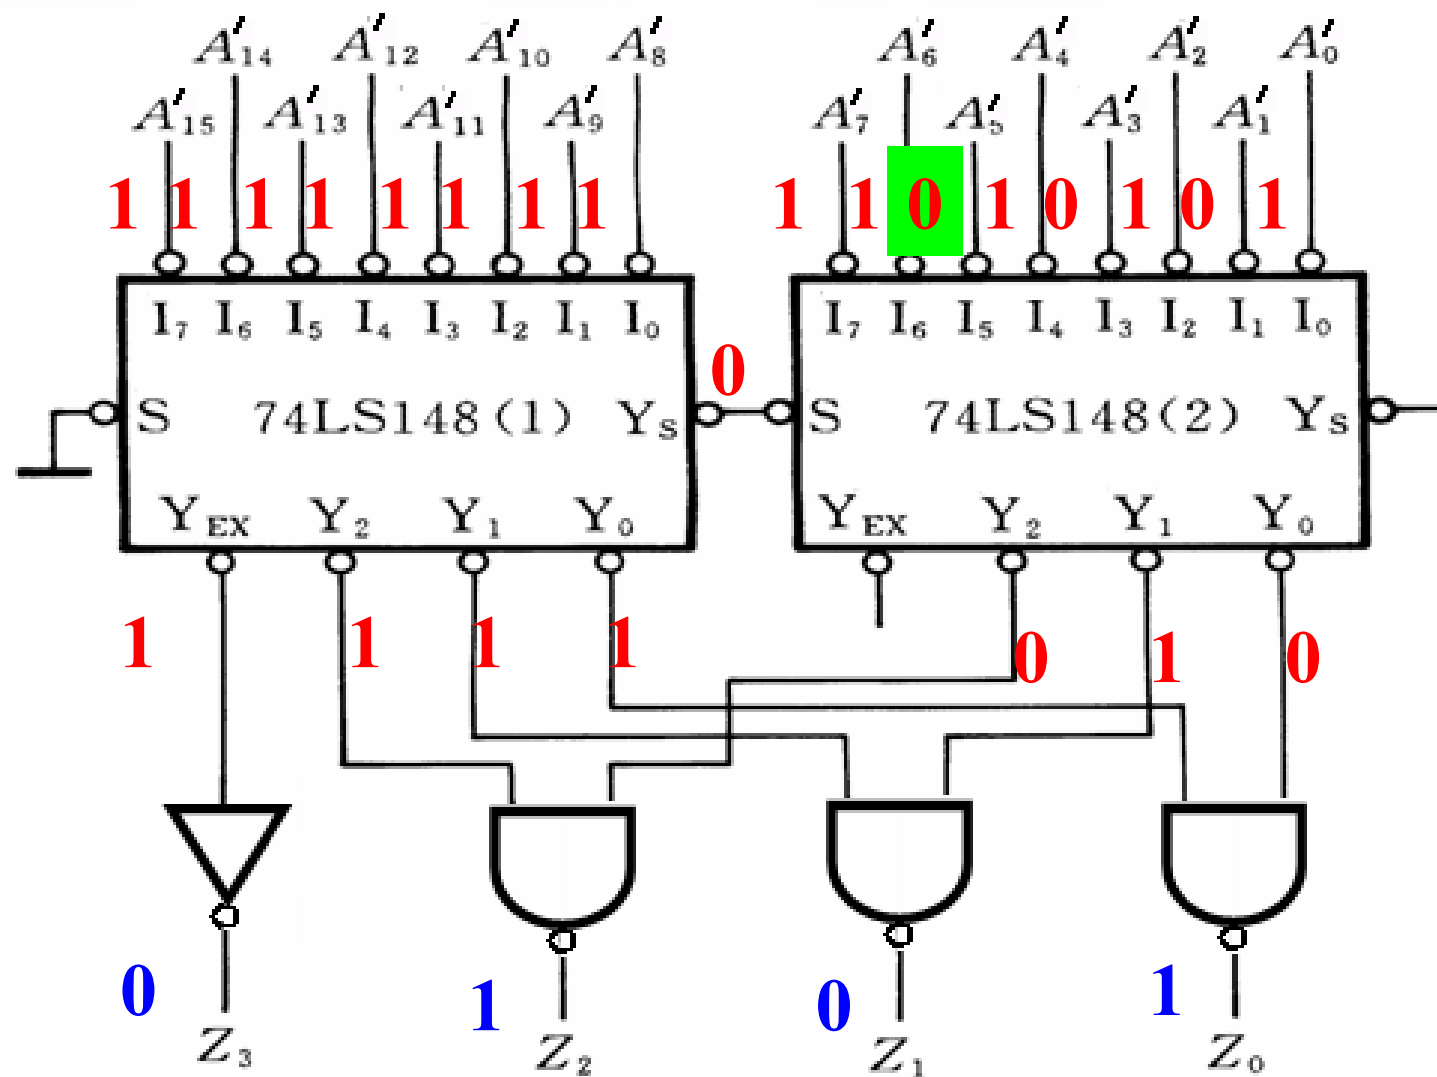 A′14 A′12 A′10 A′8 A′6 A′4 A′2 A′0
A′15 A′13 A′11 A′9 A′7 A′5 A′3 A′1
1 1 1 1 1 1 1 1 1 1 0 1 0 1 0 1
I7 I6 I5 I4 I3 I2 I1 I0 I7 I6 I5 I4 I3 I2 I1 I0
0
S 74LS148(1) YS S 74LS148(2) YS
YEX Y2 Y1 Y0 YEX Y2 Y1 Y0
1 1 1 1 0 1 0
0 1 0 1
Z3 Z2 Z1 Z0